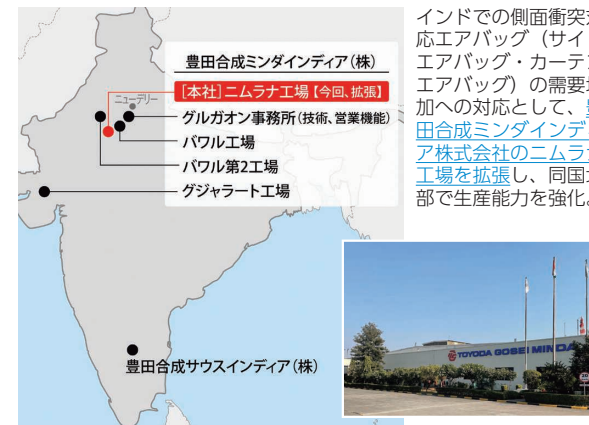 豊田合成ミンダインディア(株)
[本社]ニムラナ工場【今回、拡張】
ニューデリー
グルガオン事務所(技術、営業機能)
バワル工場
バワル第2工場
グジャラート工場
豊田合成サウスインディア(株)
インドでの側面衝突
応エアバッグ(サイ
エアバッグ・カーテ
エアバッグ)の需要
加への対応として、
田合成ミンダインデ
ア株式会社のニムラ
工場を拡張し、同国
部で生産能力を強化。
TOYODA GOSEI MINDA